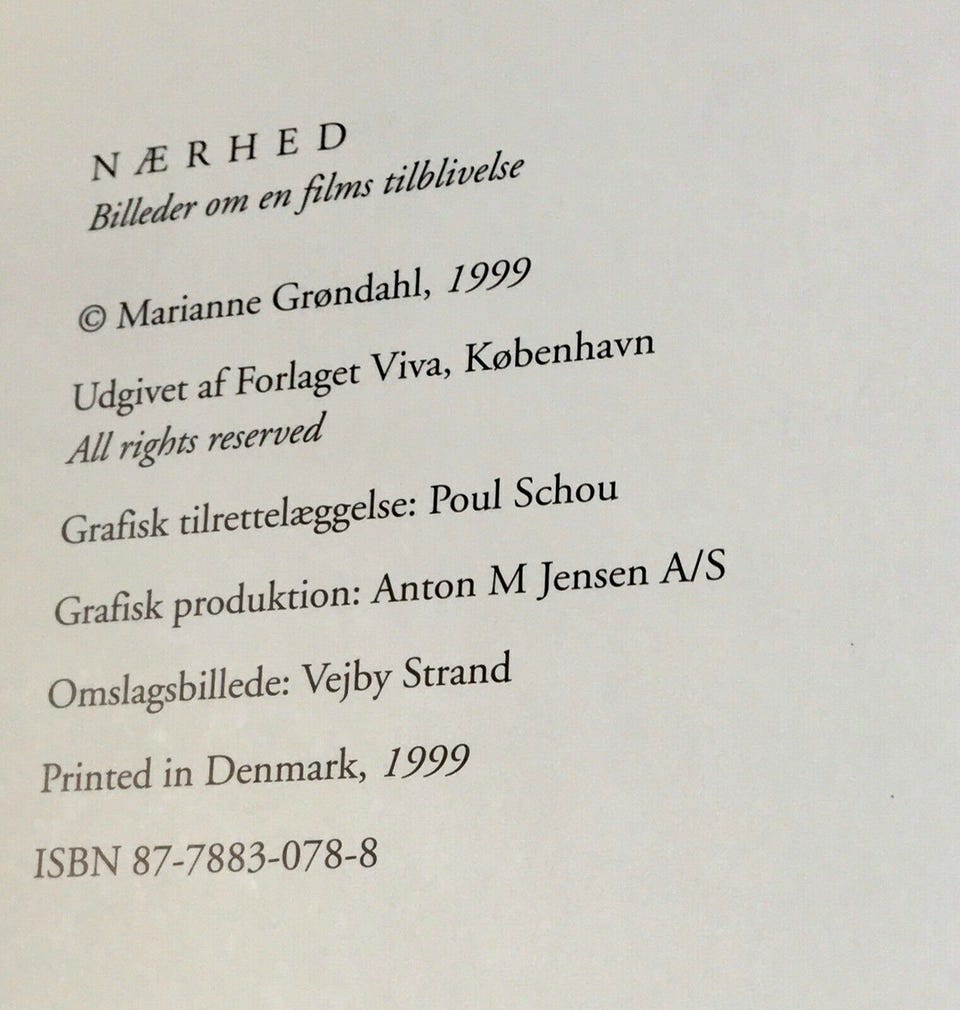 NÆRHED
Billeder om en films tilblivelse
© Marianne Grøndahl, 1999
Udgivet af Forlaget Viva, København
All rights reserved
Grafisk tilrettelæggelse: Poul Schou
Grafisk produktion: Anton M Jensen A/S
Omslagsbillede: Vejby Strand
Printed in Denmark, 1999
ISBN 87-7883-078-8